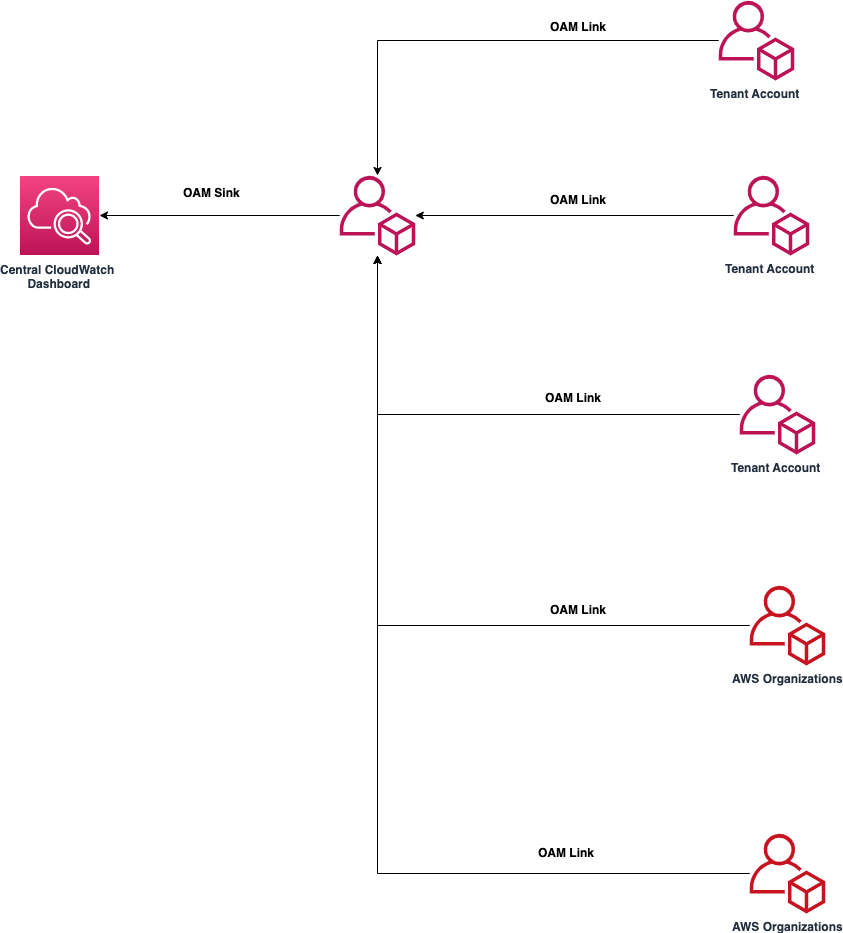 OAM Link
Tenant Account
OAM Sink
OAM Link
Central CloudWatch
Dashboard
Tenant Account
OAM Link
Tenant Account
OAM Link
AWS Organizations
OAM Link
AWS Organizations